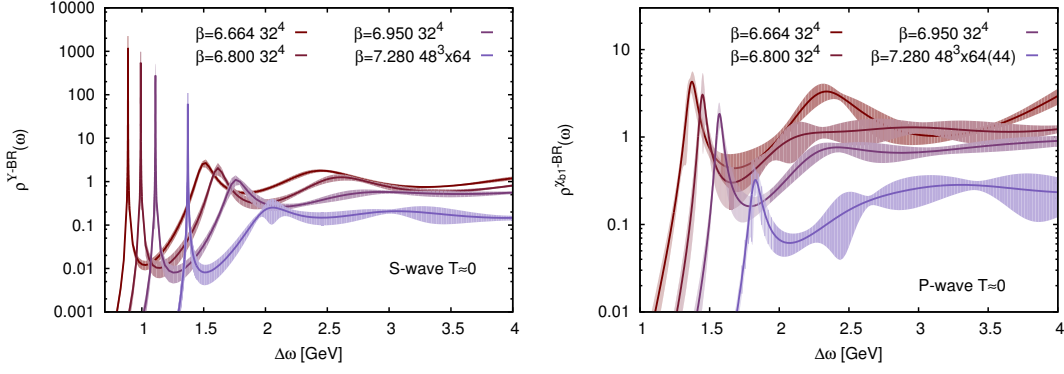 ρ^Υ-BR(ω)
10000
1000
100
10
1
0.1
0.01
0.001
β=6.664 32⁴
β=6.800 32⁴
β=6.950 32⁴
β=7.280 48³x64
S-wave T≈0
1 1.5 2 2.5 3 3.5 4
Δω [GeV]
ρ^χb1-BR(ω)
10
1
0.1
0.01
β=6.664 32⁴
β=6.800 32⁴
β=6.950 32⁴
β=7.280 48³x64(44)
P-wave T≈0
1 1.5 2 2.5 3 3.5 4
Δω [GeV]